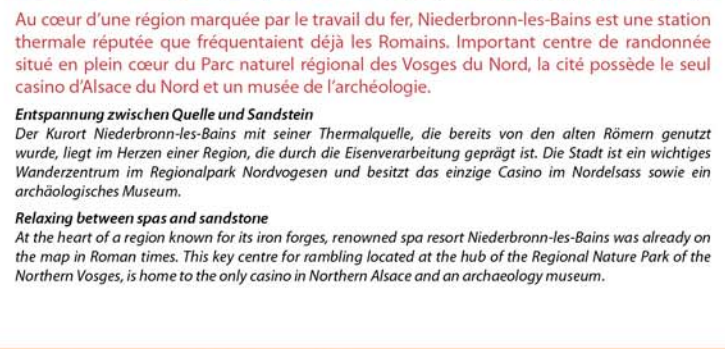 Au cœur d'une région marquée par le travail du fer, Niederbronn-les-Bains est une station
thermale réputée que fréquentaient déjà les Romains. Important centre de randonnée
situé en plein cœur du Parc naturel régional des Vosges du Nord, la cité possède le seul
casino d'Alsace du Nord et un musée de l'archéologie.
Entspannung zwischen Quelle und Sandstein
Der Kurort Niederbronn-les-Bains mit seiner Thermalquelle, die bereits von den alten Römern genutzt
wurde, liegt im Herzen einer Region, die durch die Eisenverarbeitung geprägt ist. Die Stadt ist ein wichtiges
Wanderzentrum im Regionalpark Nordvogesen und besitzt das einzige Casino im Nordelsass sowie ein
archäologisches Museum.
Relaxing between spas and sandstone
At the heart of a region known for its iron forges, renowned spa resort Niederbronn-les-Bains was already on
the map in Roman times. This key centre for rambling located at the hub of the Regional Nature Park of the
Northern Vosges, is home to the only casino in Northern Alsace and an archaeology museum.